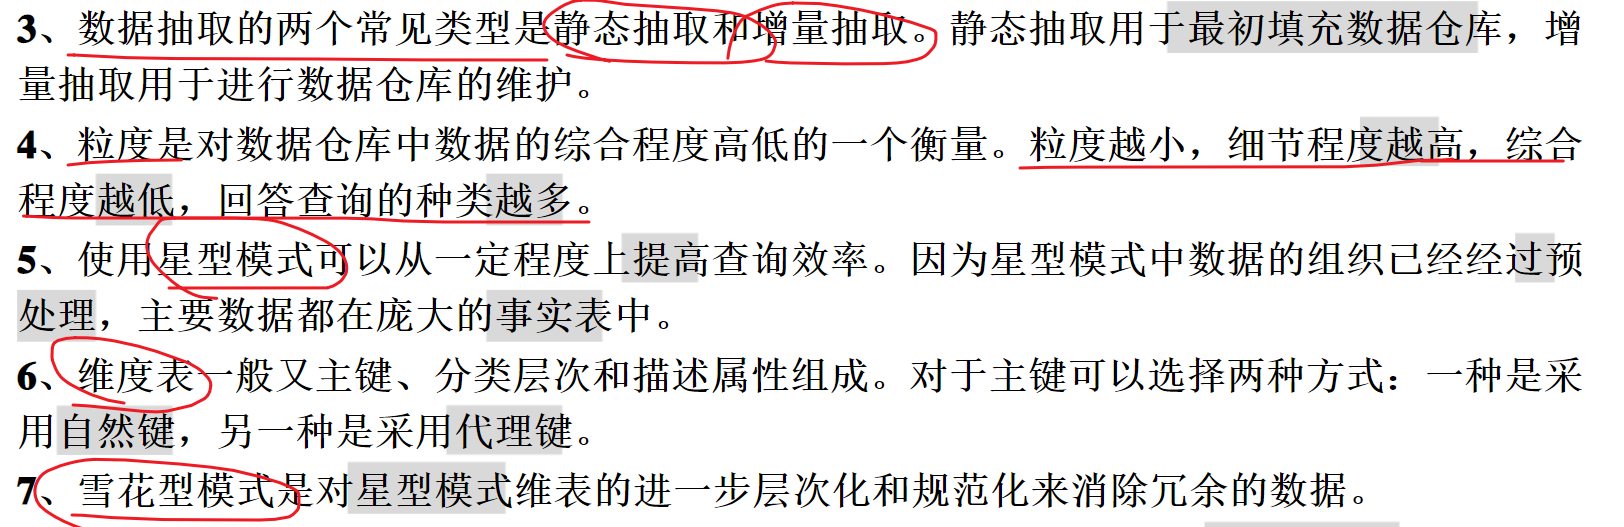 3、数据抽取的两个常见类型是静态抽取和增量抽取。静态抽取用于最初填充数据仓库，增
量抽取用于进行数据仓库的维护。
4、粒度是对数据仓库中数据的综合程度高低的一个衡量。粒度越小，细节程度越高，综合
程度越低，回答查询的种类越多。
5、使用星型模式可以从一定程度上提高查询效率。因为星型模式中数据的组织已经经过预
处理，主要数据都在庞大的事实表中。
6、维度表一般又主键、分类层次和描述属性组成。对于主键可以选择两种方式：一种是采
用自然键，另一种是采用代理键。
7、雪花型模式是对星型模式维表的进一步层次化和规范化来消除冗余的数据。